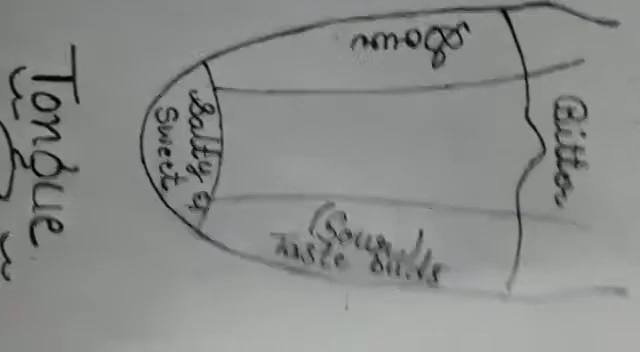 Bitter
Sour
(Sour)
Taste buds
Salty &
Sweet
Tongue